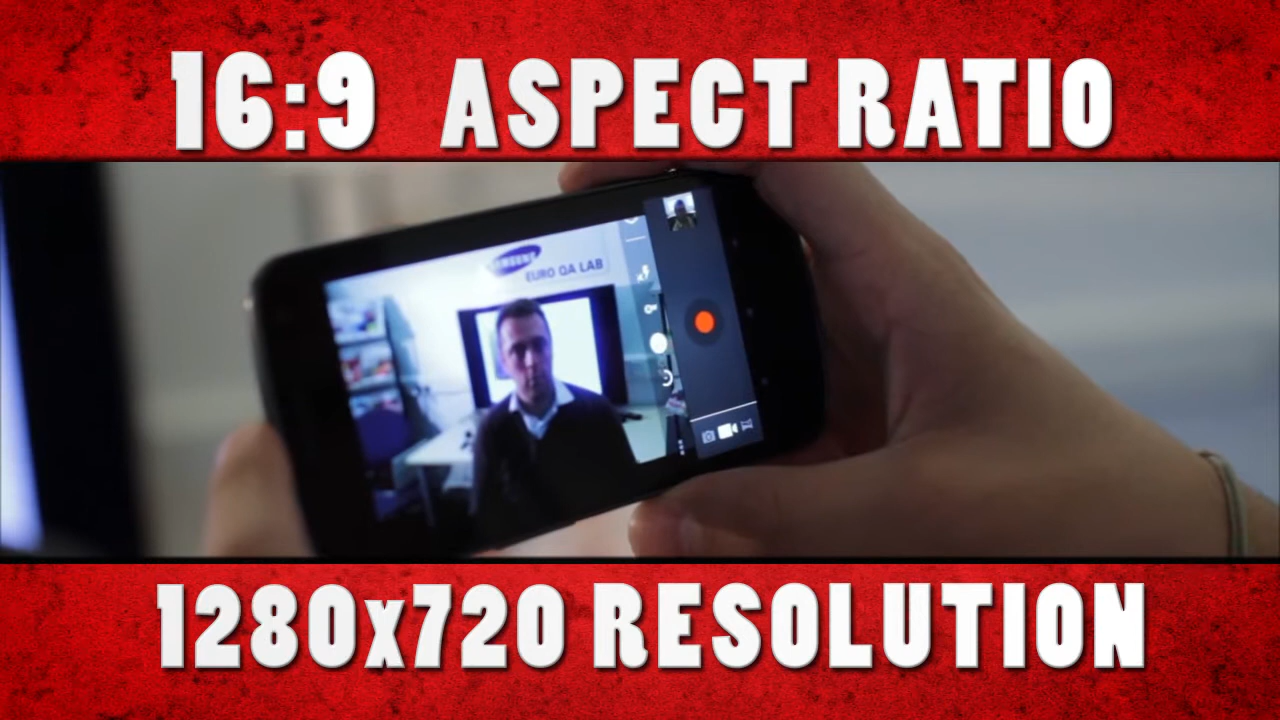 16:9 ASPECT RATIO
SAMSUNG
EURO QA LAB
1280x720 RESOLUTION